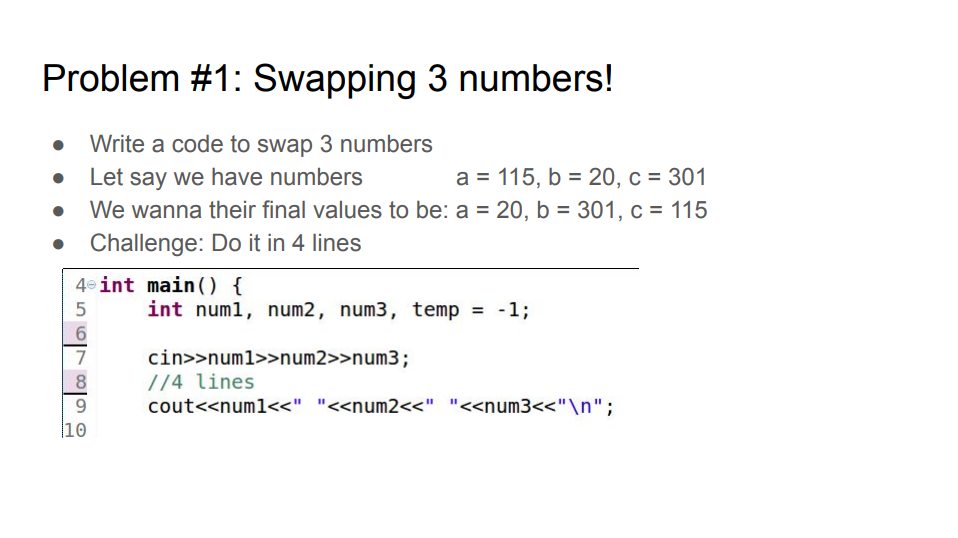 Problem #1: Swapping 3 numbers!
● Write a code to swap 3 numbers
● Let say we have numbers a = 115, b = 20, c = 301
● We wanna their final values to be: a = 20, b = 301, c = 115
● Challenge: Do it in 4 lines
4 int main() {
5 int num1, num2, num3, temp = -1;
6
7 cin>>num1>>num2>>num3;
8 //4 lines
9 cout<<num1<<" "<<num2<<" "<<num3<<"\n";
10